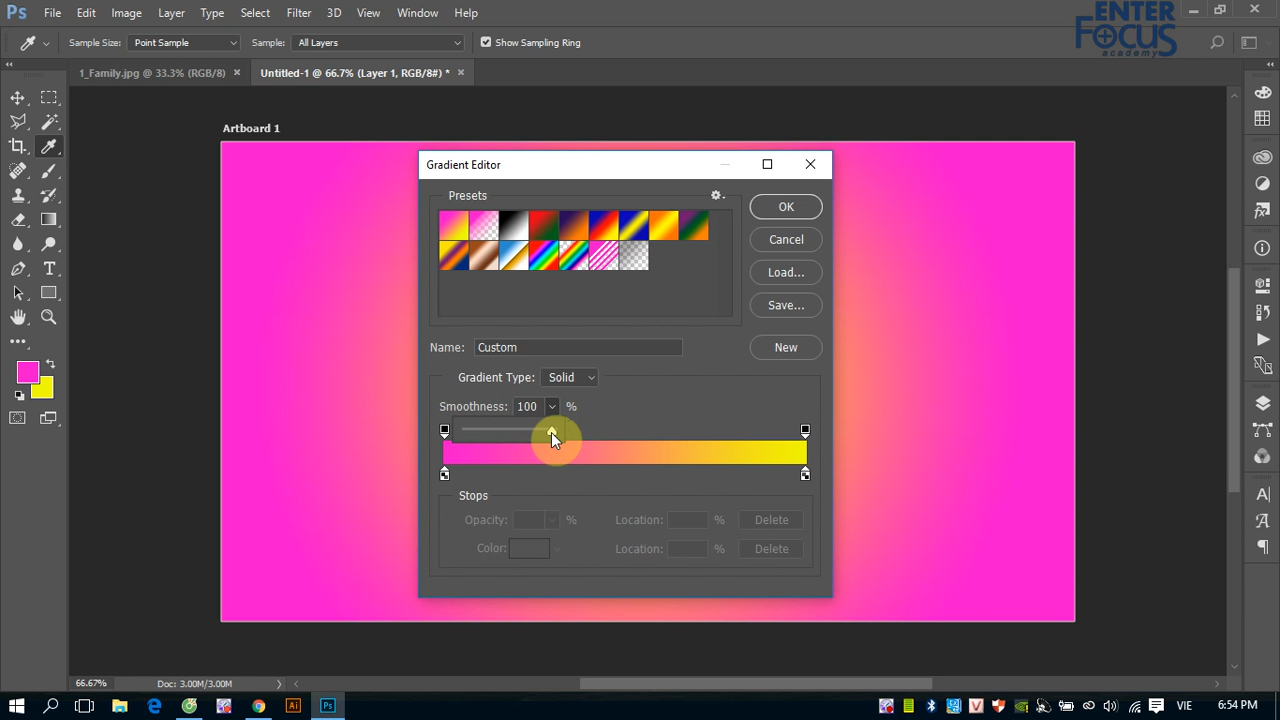 Ps File Edit Image Layer Type Select Filter 3D View Window Help
ENTER
FOCUS
academy
Sample Size: Point Sample Sample: All Layers Show Sampling Ring
1_Family.jpg @ 33.3% (RGB/8) × Untitled-1 @ 66.7% (Layer 1, RGB/8#) * ×
Artboard 1
Gradient Editor
Presets
OK
Cancel
Load...
Save...
Name: Custom New
Gradient Type: Solid
Smoothness: 100 %
Stops
Opacity: % Location: % Delete
Color: Location: % Delete
66.67% Doc: 3.00M/3.00M
Ai Ps VIE 6:54 PM